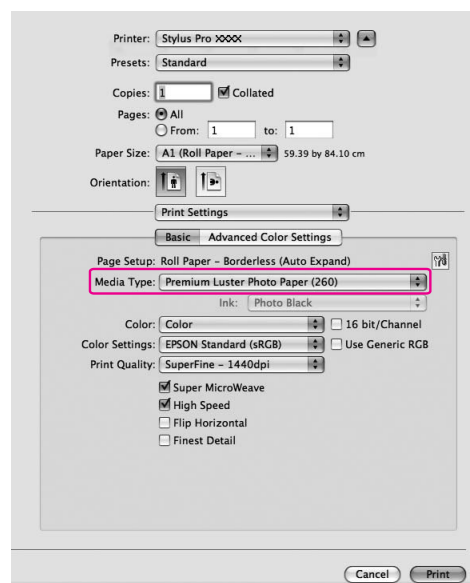 Printer: Stylus Pro XXXX
Presets: Standard
Copies: 1 Collated
Pages: All
From: 1 to: 1
Paper Size: A1 (Roll Paper – ... 59.39 by 84.10 cm
Orientation:
Print Settings
Basic Advanced Color Settings
Page Setup: Roll Paper – Borderless (Auto Expand)
Media Type: Premium Luster Photo Paper (260)
Ink: Photo Black
Color: Color 16 bit/Channel
Color Settings: EPSON Standard (sRGB) Use Generic RGB
Print Quality: SuperFine – 1440dpi
Super MicroWeave
High Speed
Flip Horizontal
Finest Detail
Cancel Print